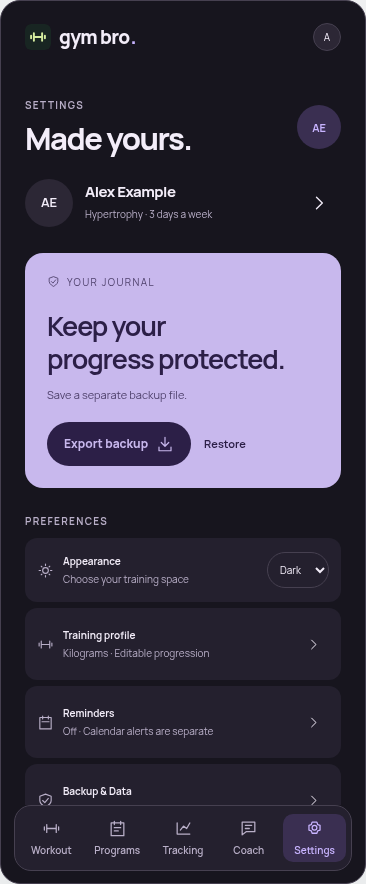 gym bro.
A
SETTINGS
Made yours.
AE
AE
Alex Example
Hypertrophy · 3 days a week
YOUR JOURNAL
Keep your
progress protected.
Save a separate backup file.
Export backup
Restore
PREFERENCES
Appearance
Choose your training space
Dark
Training profile
Kilograms · Editable progression
Reminders
Off · Calendar alerts are separate
Backup & Data
Workout
Programs
Tracking
Coach
Settings